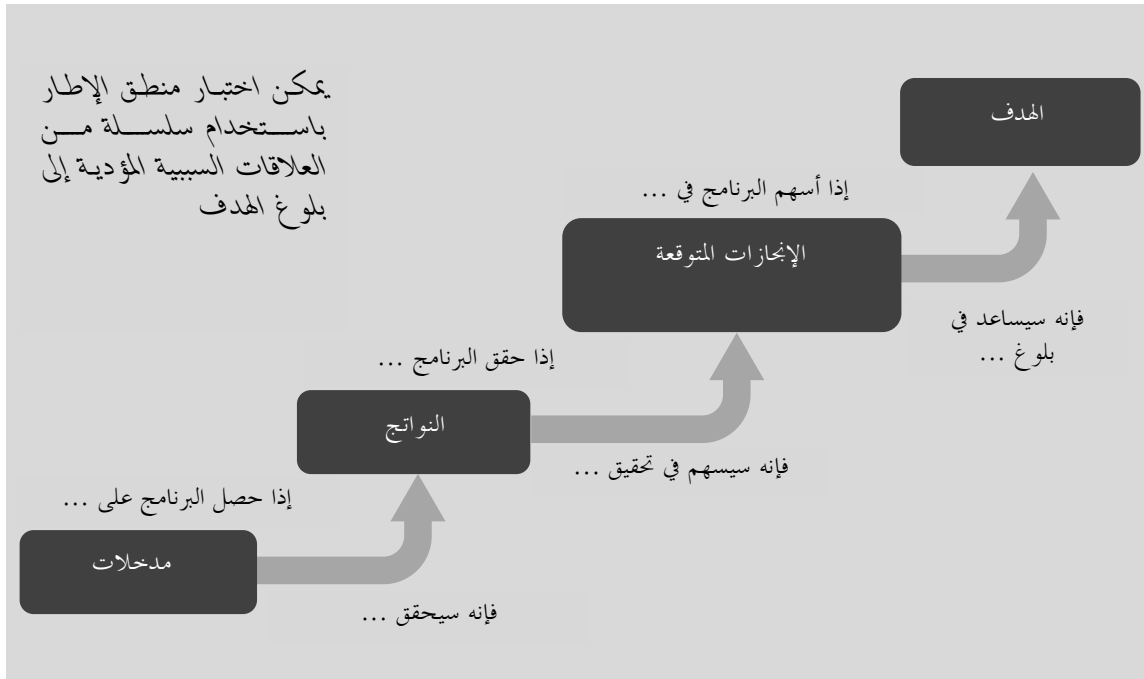 يمكن اختبار منطق الإطار
باستخدام سلسلة من
العلاقات السببية المؤدية إلى
بلوغ الهدف
الهدف
إذا أسهم البرنامج في ...
الإنجازات المتوقعة
فإنه سيساعد في
بلوغ ...
إذا حقق البرنامج ...
النواتج
فإنه سيسهم في تحقيق ...
إذا حصل البرنامج على ...
مدخلات
فإنه سيحقق ...